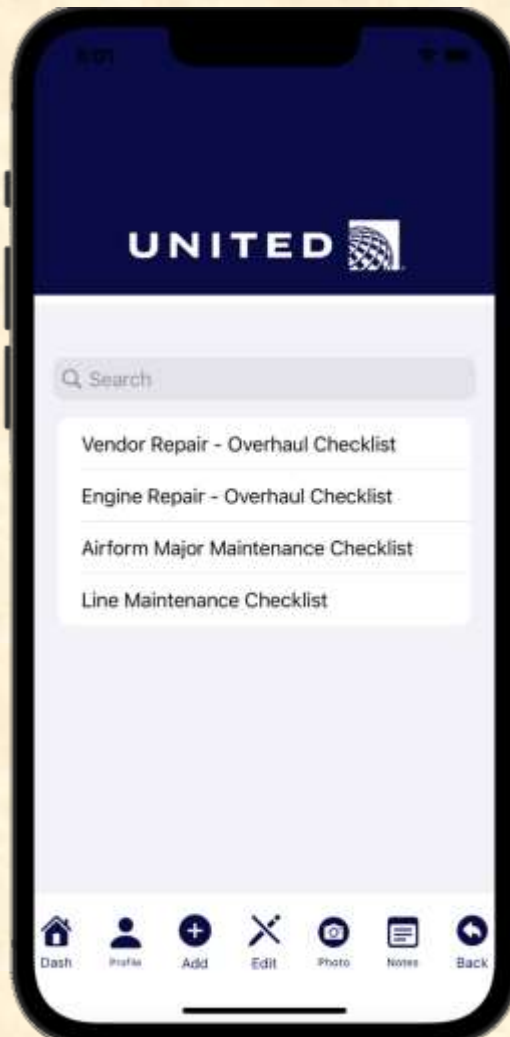 UNITED
Search
Vendor Repair - Overhaul Checklist
Engine Repair - Overhaul Checklist
Airform Major Maintenance Checklist
Line Maintenance Checklist
Dash Profile Add Edit Photo Notes Back